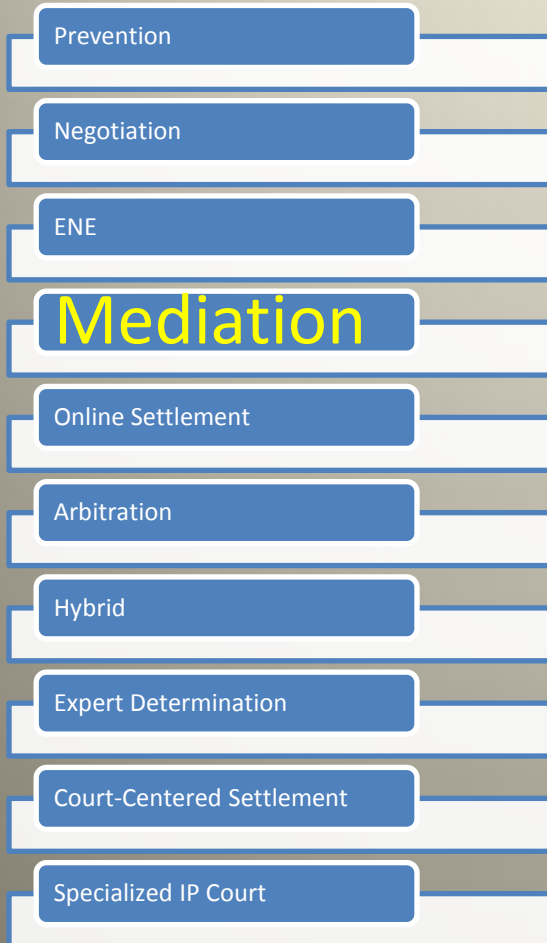 Prevention
Negotiation
ENE
Mediation
Online Settlement
Arbitration
Hybrid
Expert Determination
Court-Centered Settlement
Specialized IP Court